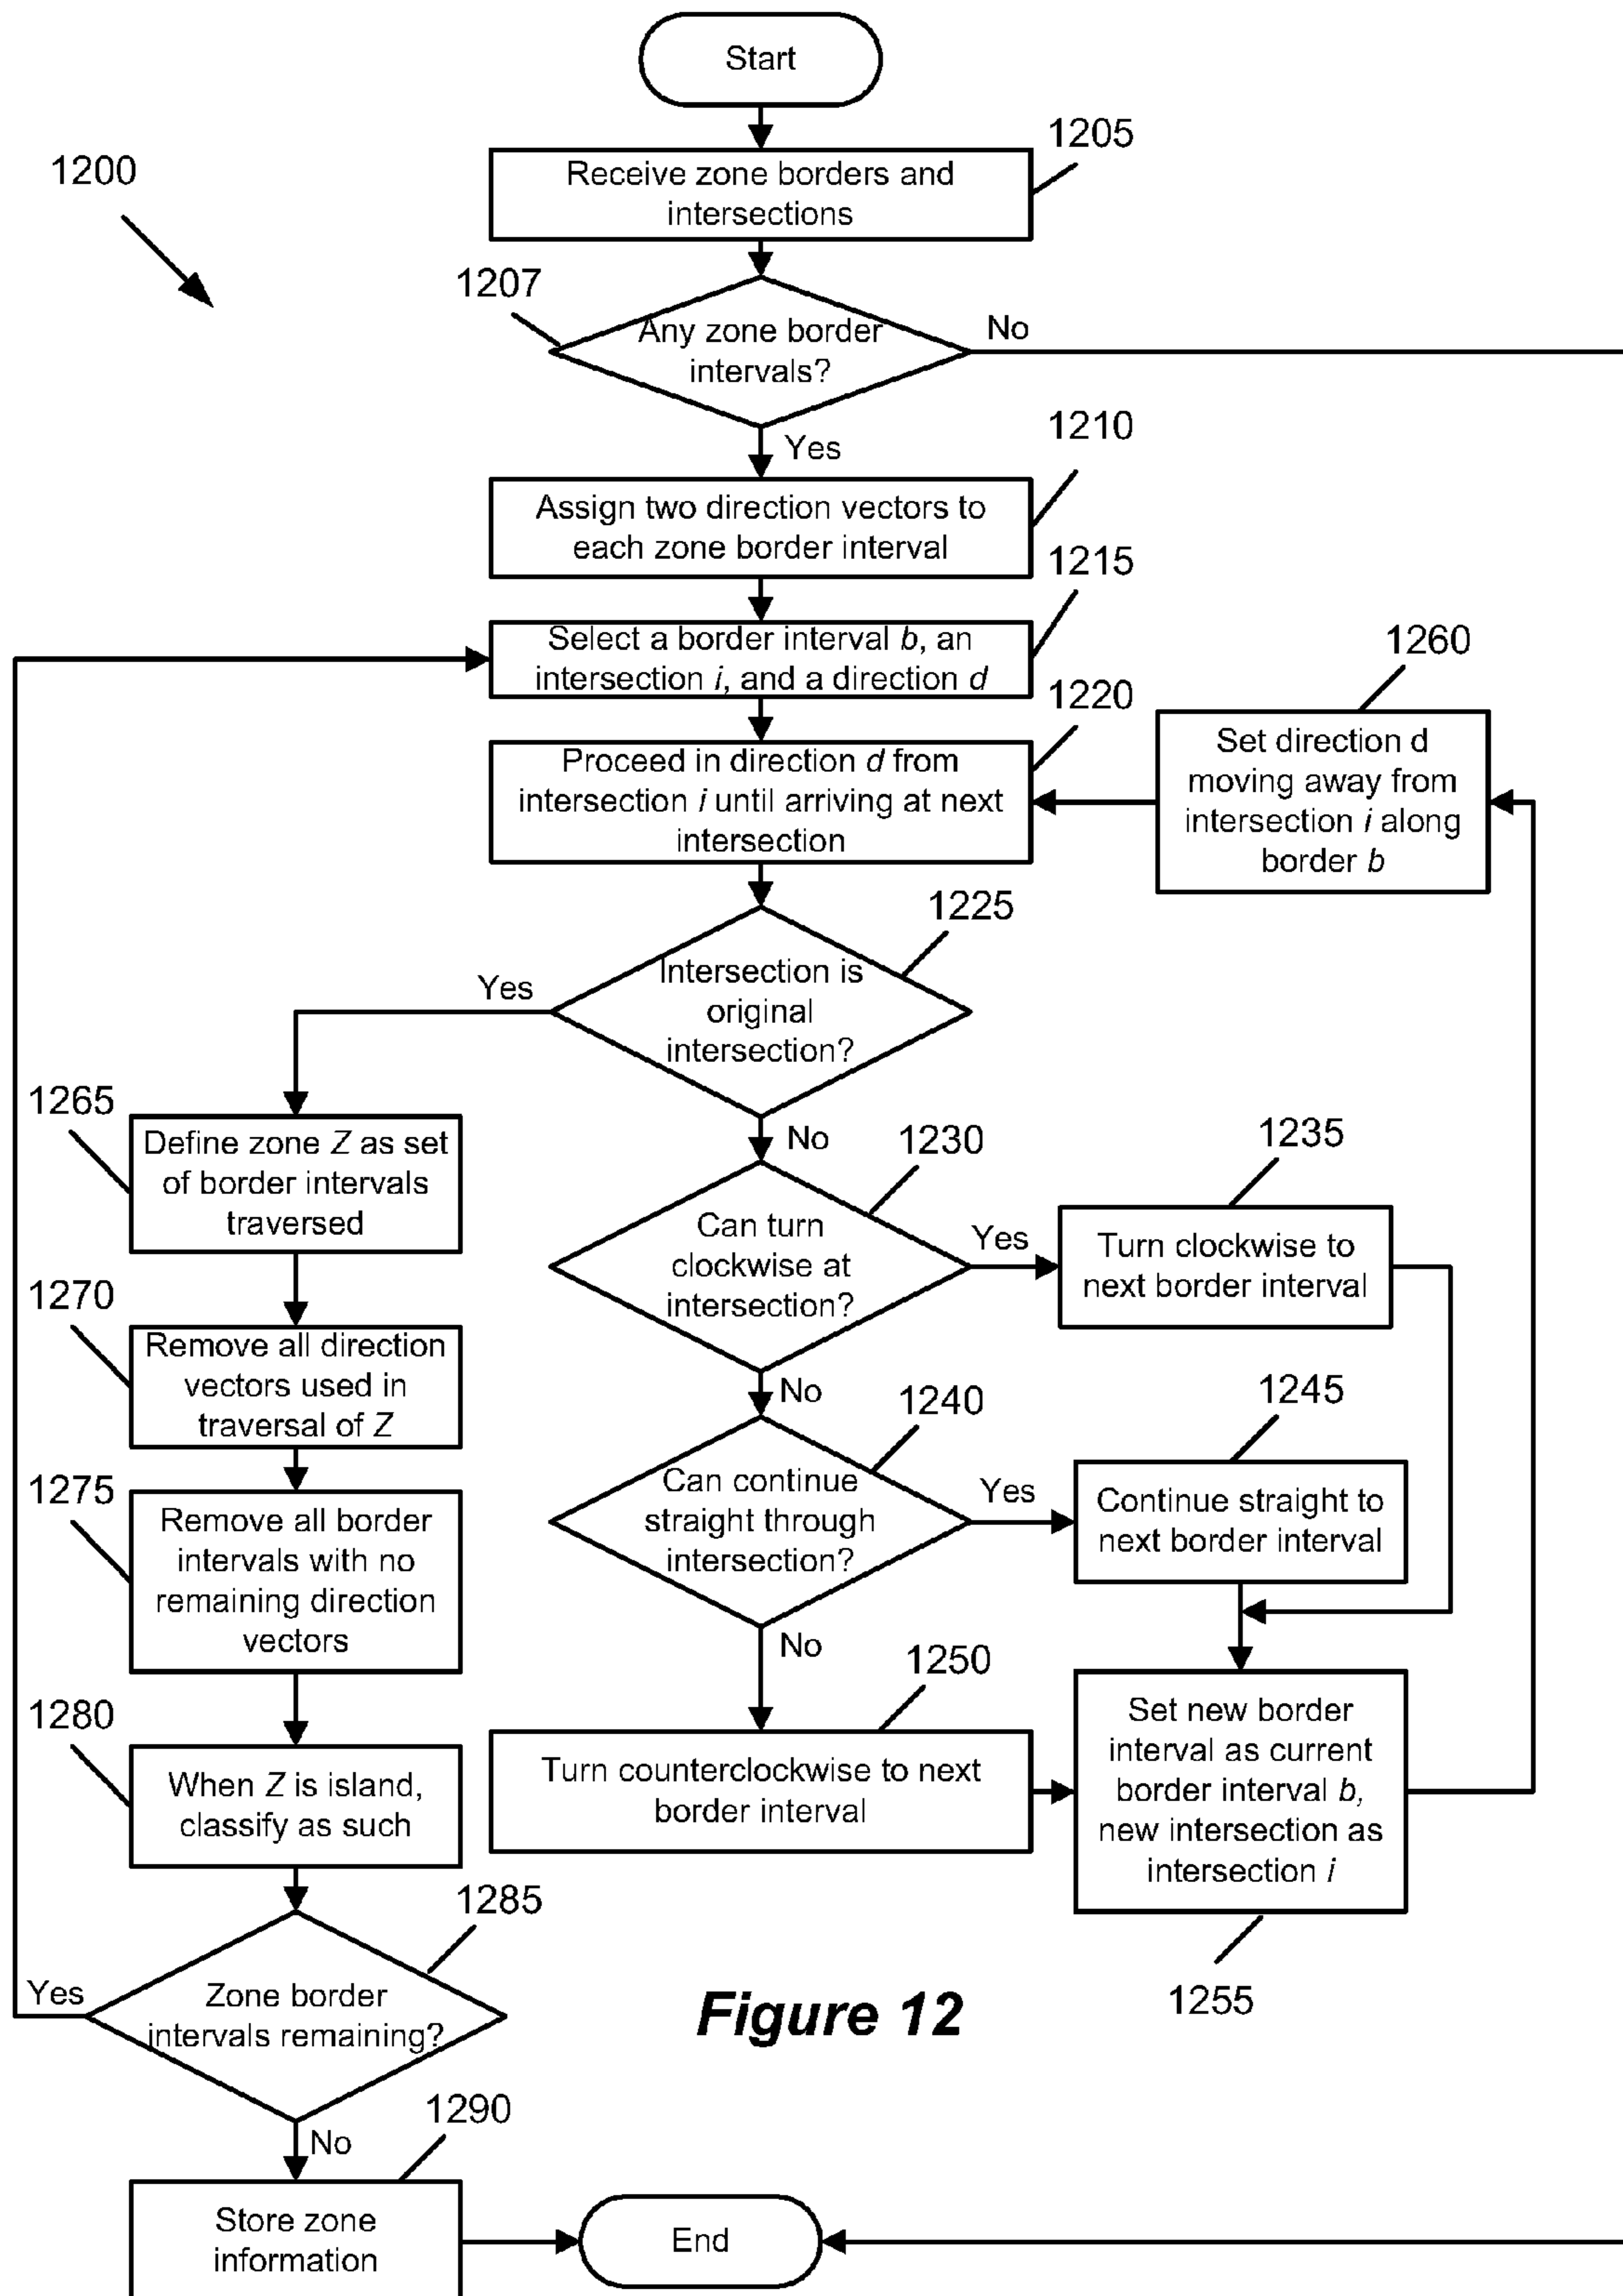 Start
1205
Receive zone borders and
intersections
1200
1207
Any zone border
intervals?
No
Yes
1210
Assign two direction vectors to
each zone border interval
1215
Select a border interval b, an
intersection i, and a direction d
1220
Proceed in direction d from
intersection i until arriving at next
intersection
1260
Set direction d
moving away from
intersection i along
border b
1225
Intersection is
original
intersection?
Yes
No
1265
Define zone Z as set
of border intervals
traversed
1230
Can turn
clockwise at
intersection?
Yes
No
1235
Turn clockwise to
next border interval
1270
Remove all direction
vectors used in
traversal of Z
1240
Can continue
straight through
intersection?
Yes
No
1245
Continue straight to
next border interval
1275
Remove all border
intervals with no
remaining direction
vectors
1250
Turn counterclockwise to next
border interval
Set new border
interval as current
border interval b,
new intersection as
intersection i
1255
1280
When Z is island,
classify as such
1285
Zone border
intervals remaining?
Yes
No
Figure 12
1290
Store zone
information
End